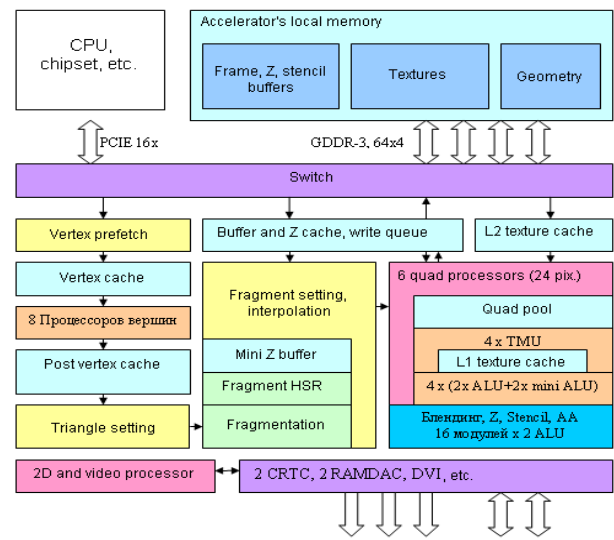 CPU,
chipset, etc.
Accelerator's local memory
Frame, Z, stencil
buffers
Textures
Geometry
PCIE 16x
GDDR-3, 64x4
Switch
Vertex prefetch
Buffer and Z cache, write queue
L2 texture cache
Vertex cache
Fragment setting,
interpolation
6 quad processors (24 pix.)
Quad pool
8 Процессоров вершин
4 x TMU
Post vertex cache
Mini Z buffer
L1 texture cache
Fragment HSR
4 x (2x ALU+2x mini ALU)
Triangle setting
Fragmentation
Блендинг, Z, Stencil, AA
16 модулей x 2 ALU
2D and video processor
2 CRTC, 2 RAMDAC, DVI, etc.